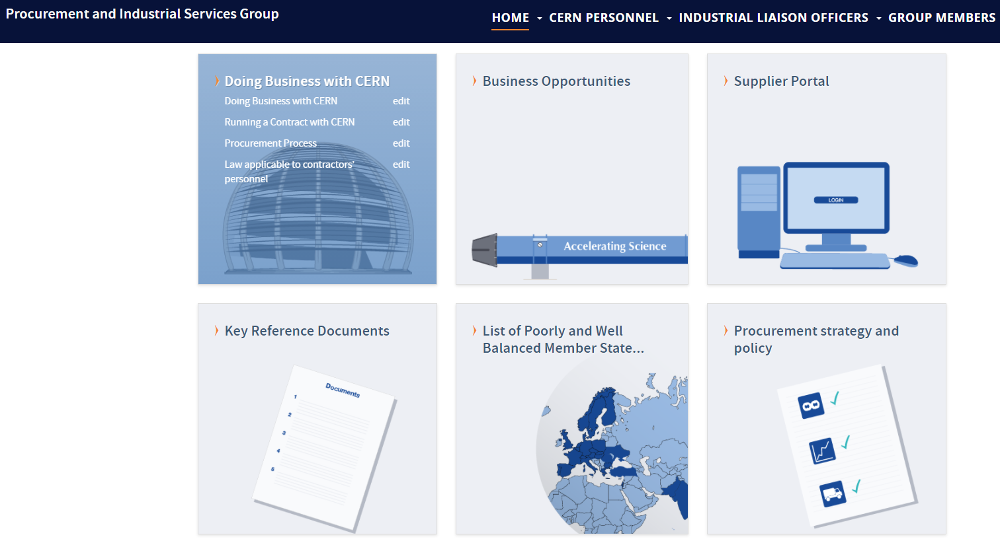 Procurement and Industrial Services Group
HOME
CERN PERSONNEL
INDUSTRIAL LIAISON OFFICERS
GROUP MEMBERS
Doing Business with CERN
Doing Business with CERN edit
Running a Contract with CERN edit
Procurement Process edit
Law applicable to contractors’ edit
personnel
Business Opportunities
Accelerating Science
Supplier Portal
LOGIN
Key Reference Documents
Documents
1
2
3
4
5
List of Poorly and Well
Balanced Member State...
Procurement strategy and
policy